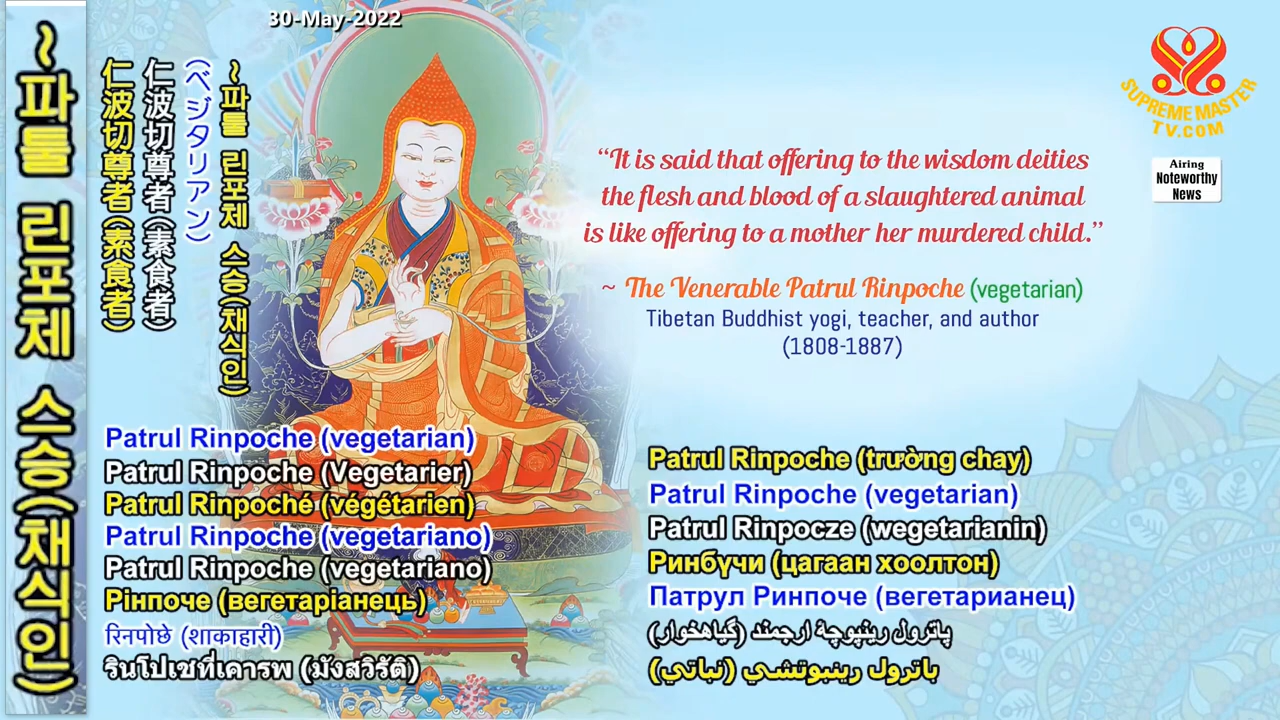 30-May-2022
~파툴 린포체 스승(채식인)
仁波切尊者(素食者)
仁波切尊者(素食者)
(ベジタリアン)
~파툴 린포체 스승(채식인)
SUPREME MASTER
TV.COM
Airing
Noteworthy
News
“It is said that offering to the wisdom deities
the flesh and blood of a slaughtered animal
is like offering to a mother her murdered child.”
~ The Venerable Patrul Rinpoche (vegetarian)
Tibetan Buddhist yogi, teacher, and author
(1808-1887)
Patrul Rinpoche (vegetarian)
Patrul Rinpoche (Vegetarier)
Patrul Rinpoché (végétarien)
Patrul Rinpoche (vegetariano)
Patrul Rinpoche (vegetariano)
Рінпоче (вегетаріанець)
रिनपोछे (शाकाहारी)
รินโปเชที่เคารพ (มังสวิรัติ)
Patrul Rinpoche (trường chay)
Patrul Rinpoche (vegetarian)
Patrul Rinpocze (wegetarianin)
Ринбүчи (цагаан хоолтон)
Патрул Ринпоче (вегетарианец)
پاترول رینپوچهٔ ارجمند (گیاهخوار)
باترول رينبوتشي (نباتي)